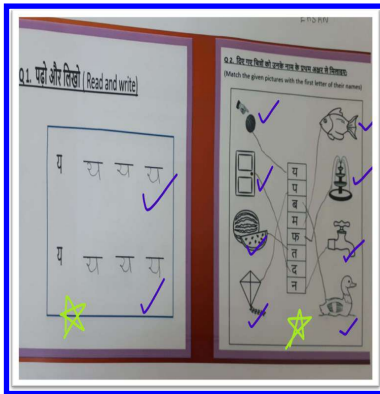 Q1. पढ़ो और लिखो ( Read and write)
य य य य
य य य य
Q 2. दिए गए चित्रों को उनके नाम के प्रथम अक्षर से मिलाइए।
(Match the given pictures with the first letter of their names)
य
प
ब
म
फ
त
द
न